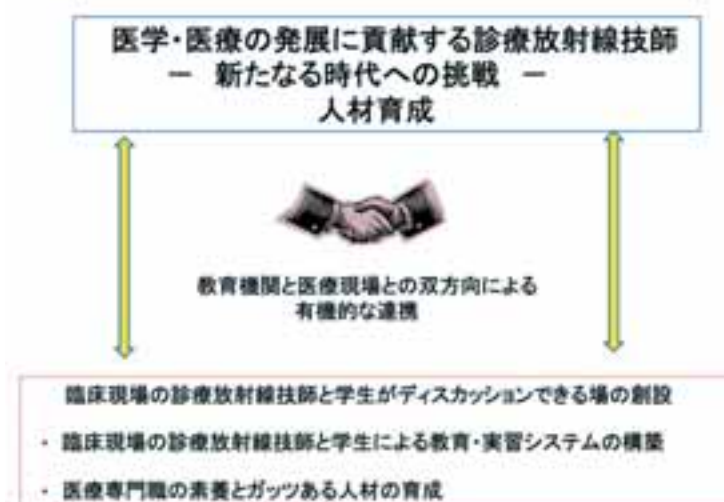 医学・医療の発展に貢献する診療放射線技師
－ 新たなる時代への挑戦 －
人材育成
教育機関と医療現場との双方向による
有機的な連携
臨床現場の診療放射線技師と学生がディスカッションできる場の創設
・ 臨床現場の診療放射線技師と学生による教育・実習システムの構築
・ 医療専門職の素養とガッツある人材の育成